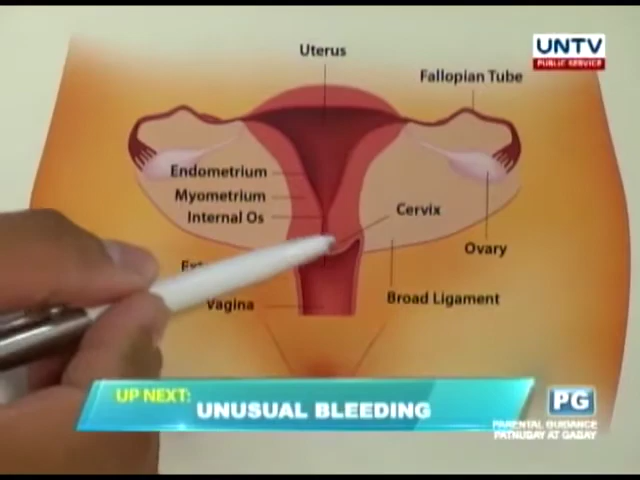 UNTV
PUBLIC SERVICE
Uterus
Fallopian Tube
Endometrium
Myometrium
Internal Os
Cervix
Ovary
Vagina
Broad Ligament
UP NEXT:
UNUSUAL BLEEDING
PG
PARENTAL GUIDANCE
PATNUBAY AT GABAY